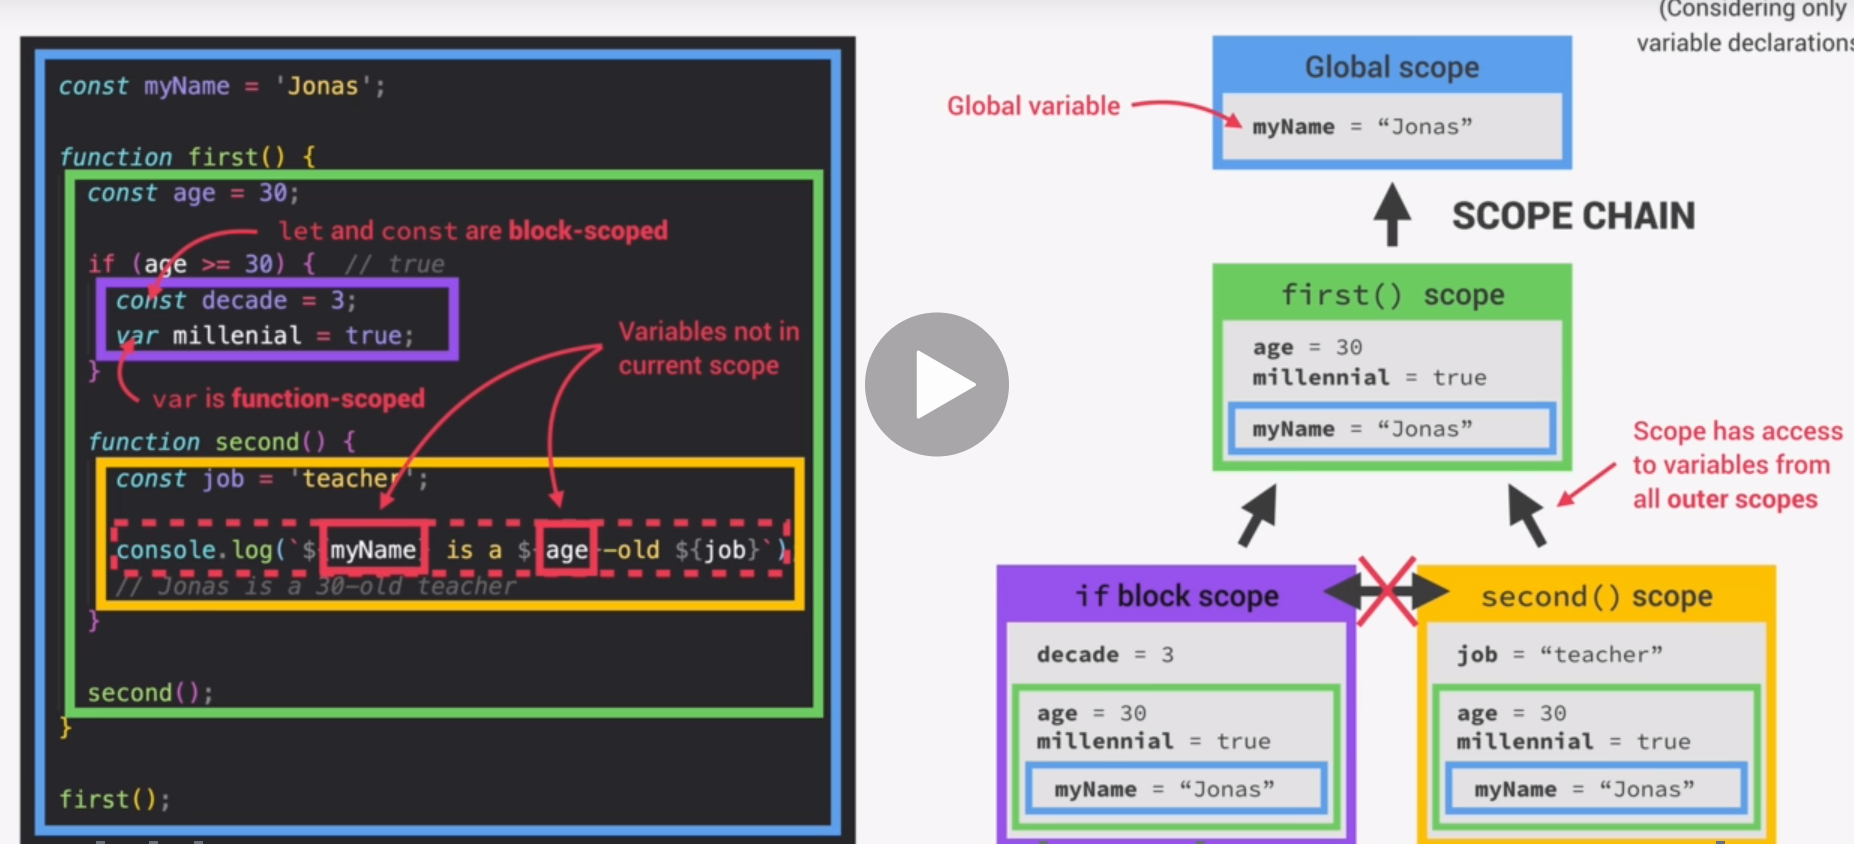 const myName = 'Jonas';
function first() {
const age = 30;
let and const are block-scoped
if (age >= 30) { // true
const decade = 3;
var millenial = true;
}
var is function-scoped
Variables not in
current scope
function second() {
const job = 'teacher';
console.log(`${myName} is a ${age}-old ${job}`)
// Jonas is a 30-old teacher
}
second();
}
first();
(Considering only
variable declarations
Global scope
Global variable
myName = “Jonas”
SCOPE CHAIN
first() scope
age = 30
millennial = true
myName = “Jonas”
Scope has access
to variables from
all outer scopes
if block scope
decade = 3
age = 30
millennial = true
myName = “Jonas”
second() scope
job = “teacher”
age = 30
millennial = true
myName = “Jonas”